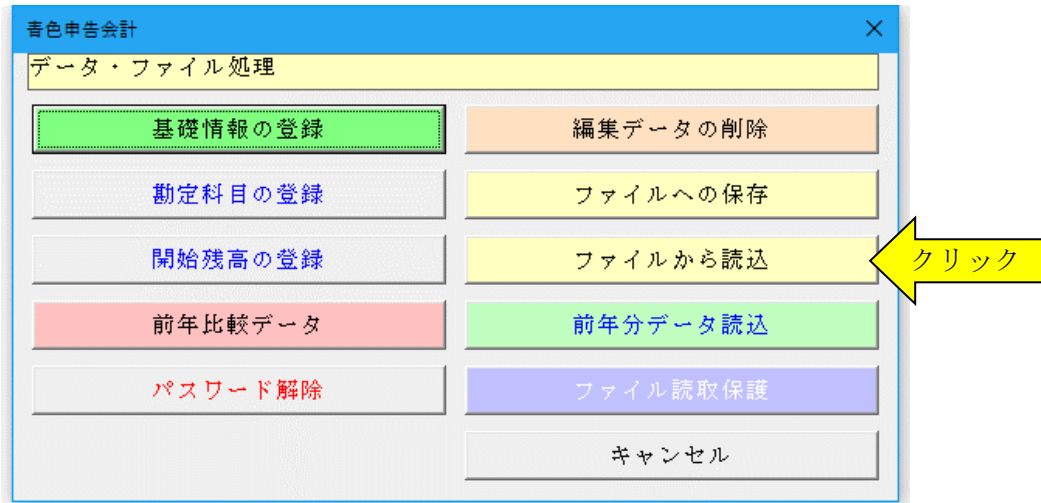 青色申告会計
データ・ファイル処理
基礎情報の登録
編集データの削除
勘定科目の登録
ファイルへの保存
開始残高の登録
ファイルから読込
クリック
前年比較データ
前年分データ読込
パスワード解除
ファイル読取保護
キャンセル